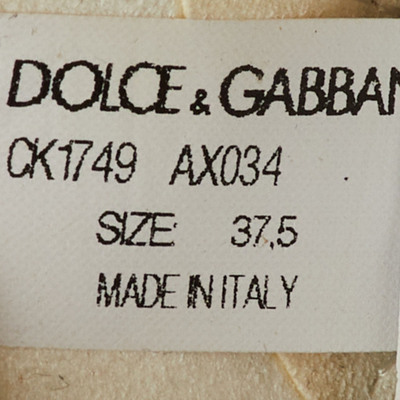 DOLCE & GABBAN
CK1749 AX034
SIZE 37,5
MADE IN ITALY